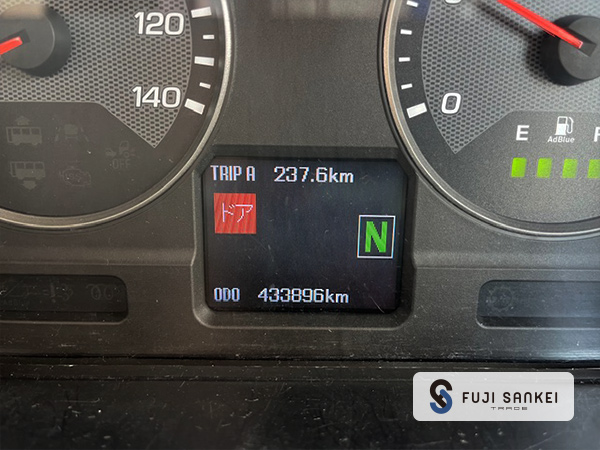 120
140
0
E
AdBlue
TRIP A 237.6km
ドア
N
ODO 433896km
FUJI SANKEI
TRADE